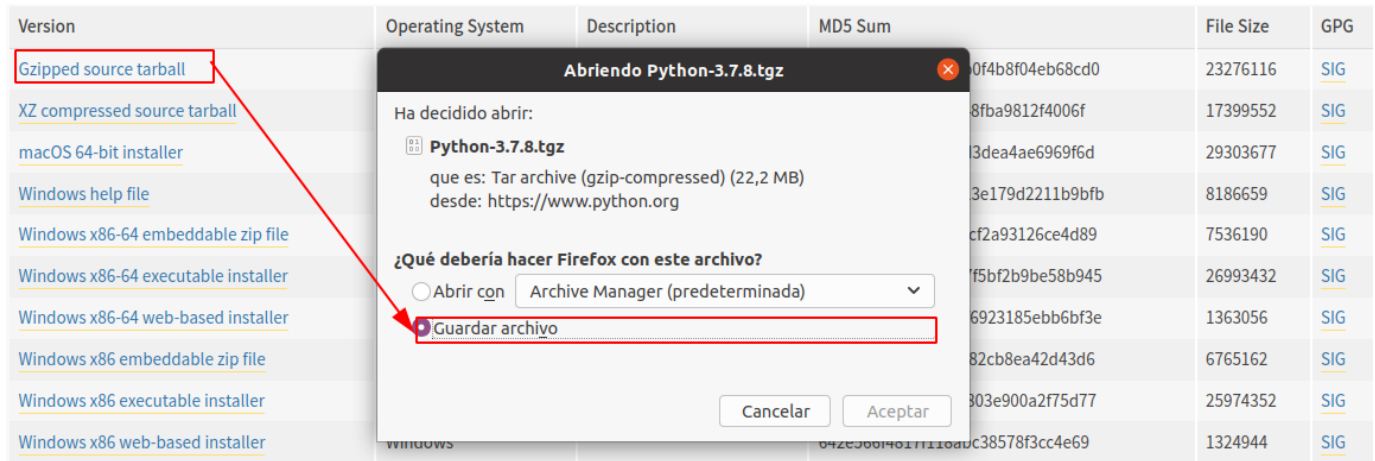 Version Operating System Description MD5 Sum File Size GPG
Gzipped source tarball 0f4b8f04eb68cd0 23276116 SIG
XZ compressed source tarball 8fba9812f4006f 17399552 SIG
macOS 64-bit installer 3dea4ae6969f6d 29303677 SIG
Windows help file 3e179d2211b9bfb 8186659 SIG
Windows x86-64 embeddable zip file cf2a93126ce4d89 7536190 SIG
Windows x86-64 executable installer f5bf2b9be58b945 26993432 SIG
Windows x86-64 web-based installer 6923185ebb6bf3e 1363056 SIG
Windows x86 embeddable zip file 82cb8ea42d43d6 6765162 SIG
Windows x86 executable installer 803e900a2f75d77 25974352 SIG
Windows x86 web-based installer Windows 642e566f4817f118abc38578f3cc4e69 1324944 SIG
Abriendo Python-3.7.8.tgz
Ha decidido abrir:
Python-3.7.8.tgz
que es: Tar archive (gzip-compressed) (22,2 MB)
desde: https://www.python.org
¿Qué debería hacer Firefox con este archivo?
Abrir con Archive Manager (predeterminada)
Guardar archivo
Cancelar Aceptar